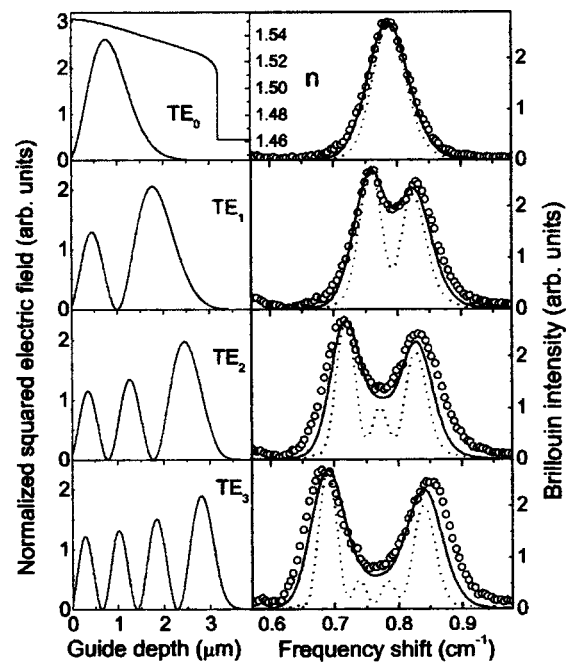 Normalized squared electric field (arb. units)
3
2
1
0
TE0
1.54
1.52
1.50
1.48
1.46
n
2
1
0
2
1
0
TE1
2
1
0
2
1
0
TE2
2
1
0
2
1
0
TE3
2
1
0
0 1 2 3
Guide depth (μm)
0.6 0.7 0.8 0.9
Frequency shift (cm⁻¹)
Brillouin intensity (arb. units)